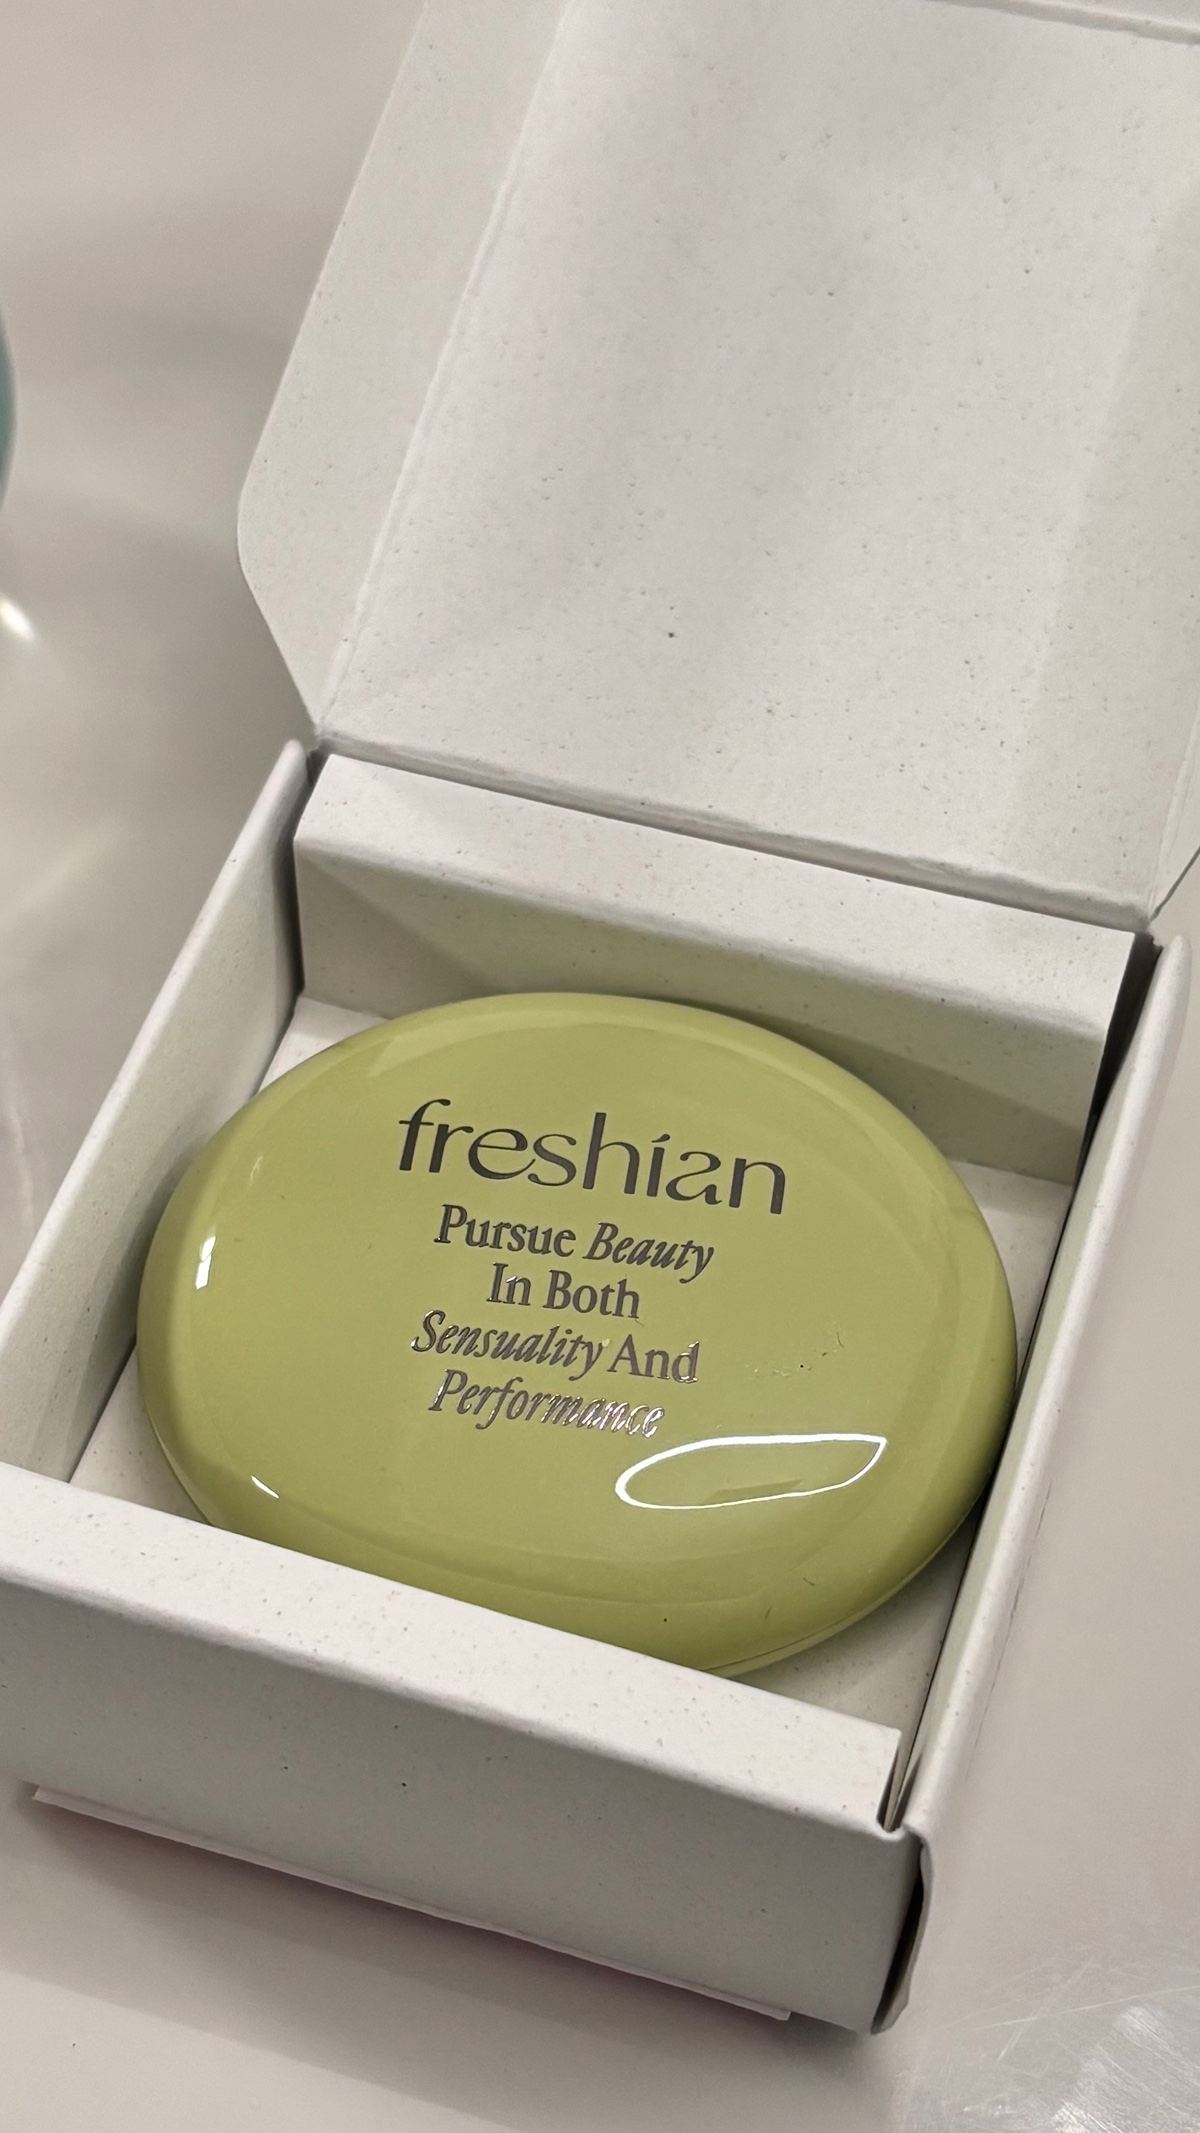 freshian
Pursue Beauty
In Both
Sensuality And
Performance